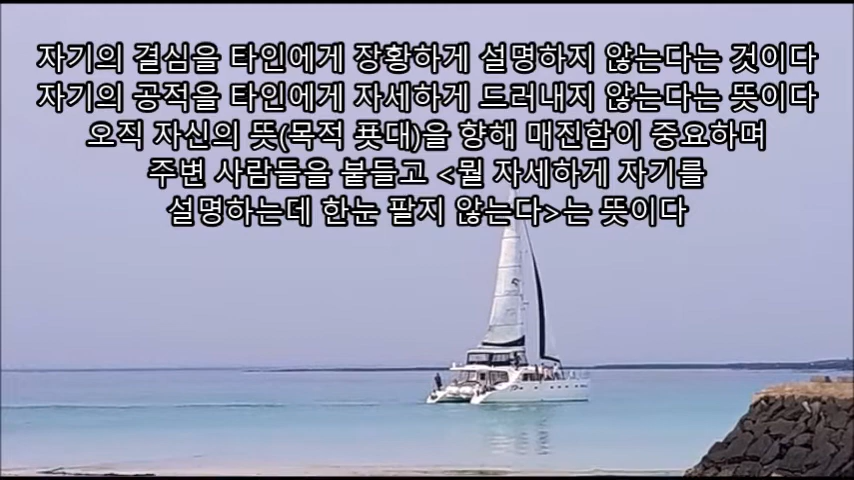 자기의 결심을 타인에게 장황하게 설명하지 않는다는 것이다
자기의 공적을 타인에게 자세하게 드러내지 않는다는 뜻이다
오직 자신의 뜻(목적 푯대)을 향해 매진함이 중요하며
주변 사람들을 붙들고 <뭘 자세하게 자기를
설명하는데 한눈 팔지 않는다>는 뜻이다